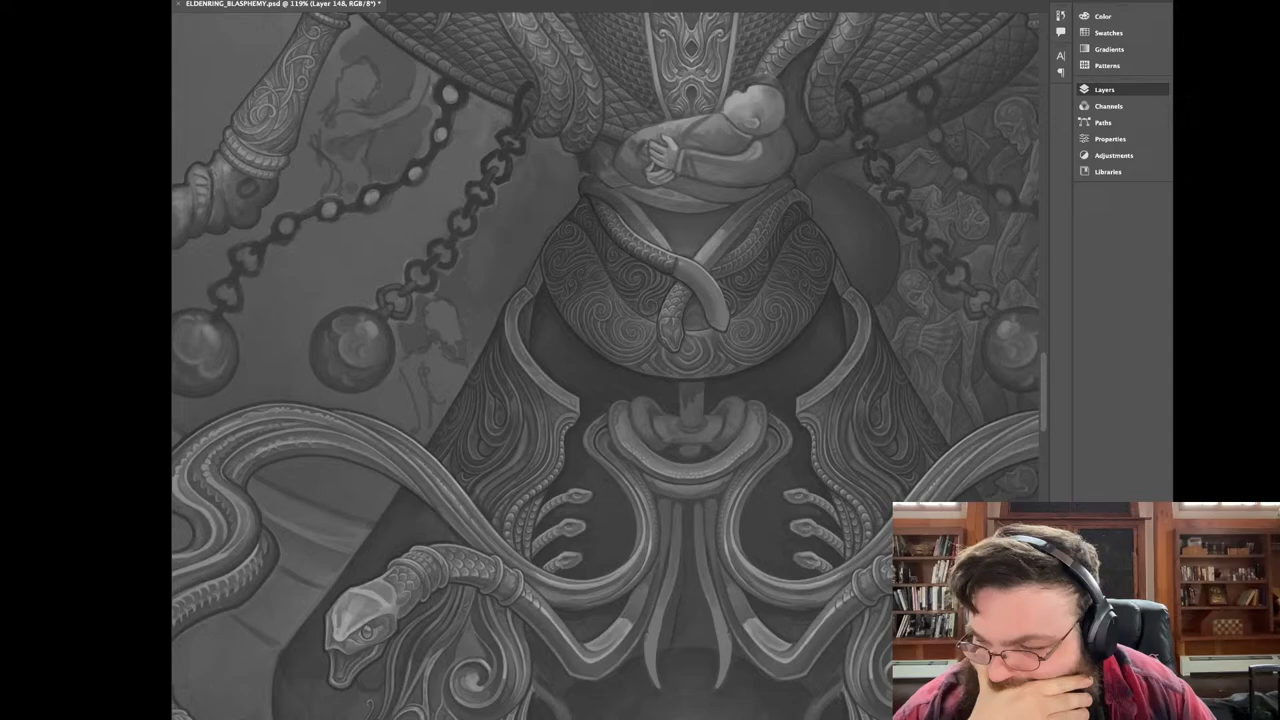 ELDENRING_BLASPHEMY.psd @ 119% (Layer 148, RGB/8*) *
Color
Swatches
Gradients
Patterns
Layers
Channels
Paths
Properties
Adjustments
Libraries